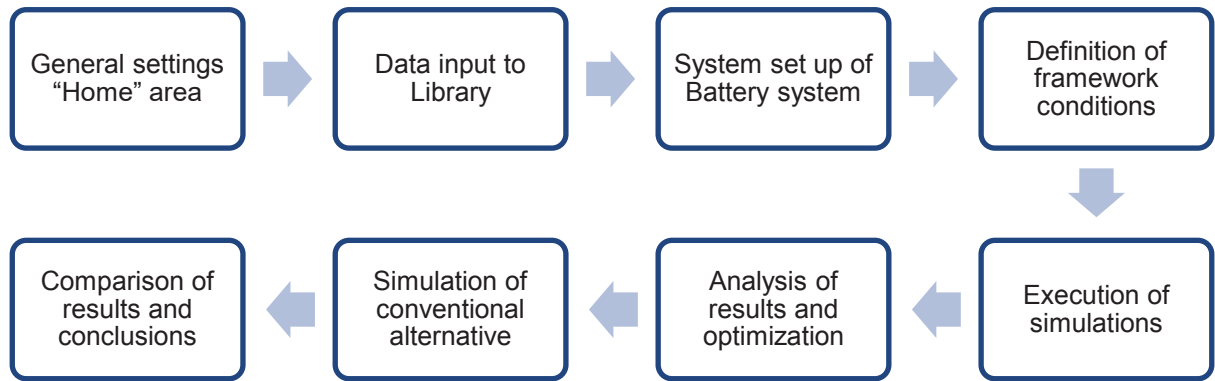 General settings
“Home” area
Data input to
Library
System set up of
Battery system
Definition of
framework
conditions
Execution of
simulations
Analysis of
results and
optimization
Simulation of
conventional
alternative
Comparison of
results and
conclusions